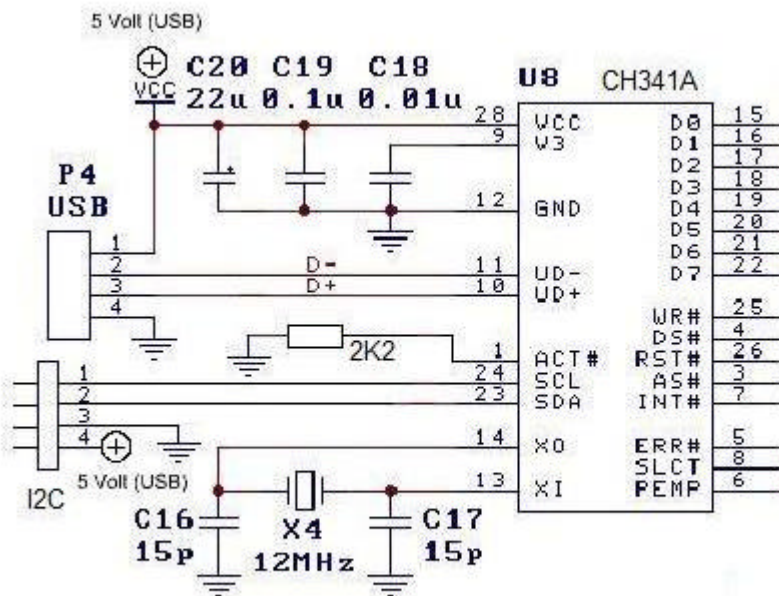 5 Volt (USB)
VCC
C20 C19 C18
22u 0.1u 0.01u
U8 CH341A
28 VCC D0 15
9 V3 D1 16
D2 17
D3 18
12 GND D4 19
D5 20
D6 21
D7 22
P4
USB
1
2 D- 11 UD-
3 D+ 10 UD+
4
WR# 25
DS# 4
2K2 1 ACT# RST# 26
1 24 SCL AS# 3
2 23 SDA INT# 7
3
4
14 XO ERR# 5
SLCT 8
13 XI PEMP 6
5 Volt (USB)
I2C
C16 X4 C17
15p 12MHz 15p